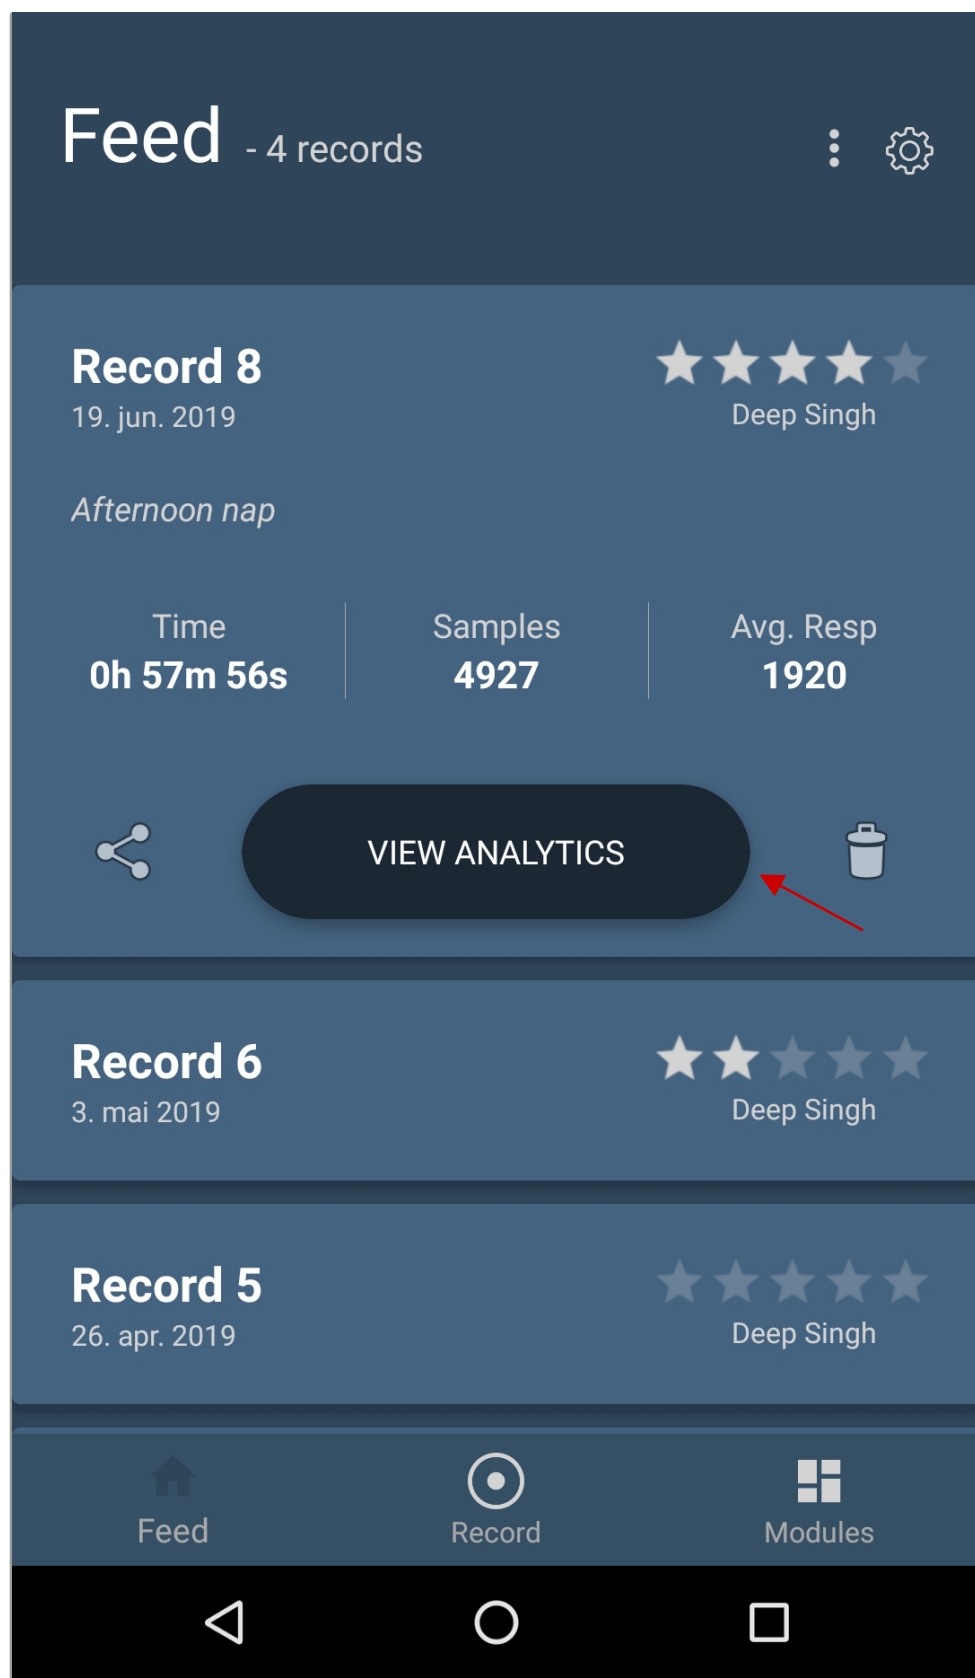 Feed - 4 records
Record 8
19. jun. 2019
Deep Singh
Afternoon nap
Time Samples Avg. Resp
0h 57m 56s 4927 1920
VIEW ANALYTICS
Record 6
3. mai 2019
Deep Singh
Record 5
26. apr. 2019
Deep Singh
Feed Record Modules